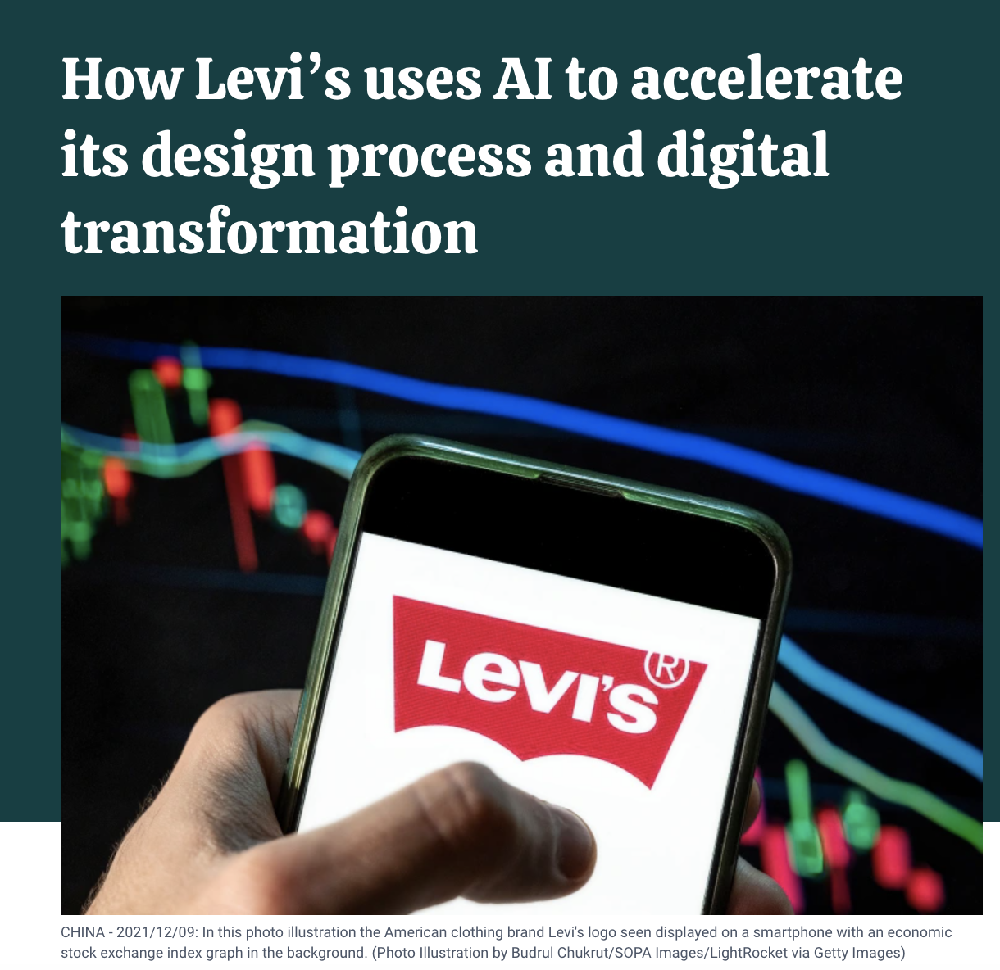 How Levi’s uses AI to accelerate
its design process and digital
transformation
LEVI'S®
CHINA - 2021/12/09: In this photo illustration the American clothing brand Levi's logo seen displayed on a smartphone with an economic
stock exchange index graph in the background. (Photo Illustration by Budrul Chukrut/SOPA Images/LightRocket via Getty Images)